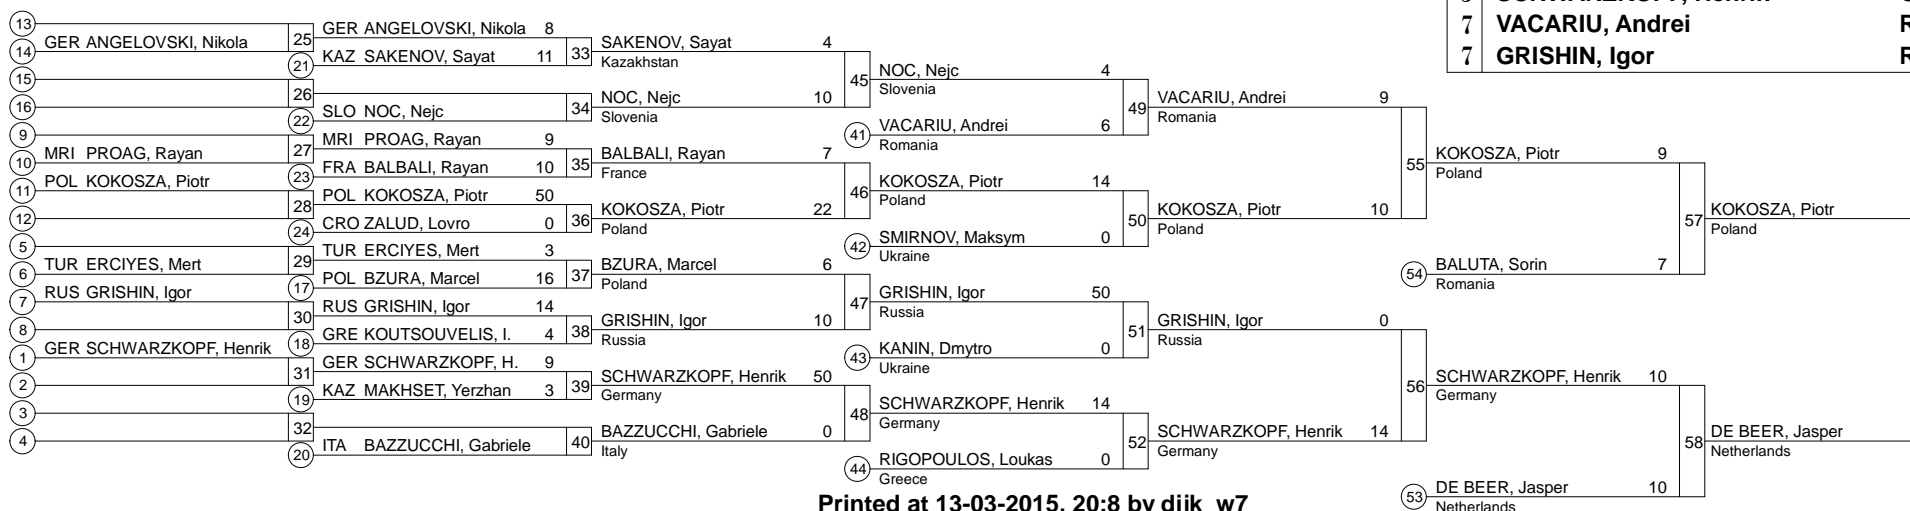 7 VACARIU, Andrei
7 GRISHIN, Igor
13
GER ANGELOVSKI, Nikola 8
14 GER ANGELOVSKI, Nikola 25
SAKENOV, Sayat 4
21 KAZ SAKENOV, Sayat 11 33
Kazakhstan
15
NOC, Nejc 4
45
Slovenia
26
16
NOC, Nejc 10
VACARIU, Andrei 9
22 SLO NOC, Nejc 34
Slovenia
49
Romania
9
MRI PROAG, Rayan 9
41 VACARIU, Andrei 6
Romania
10 MRI PROAG, Rayan 27
BALBALI, Rayan 7
KOKOSZA, Piotr 9
23 FRA BALBALI, Rayan 10 35
France
55
Poland
11 POL KOKOSZA, Piotr
KOKOSZA, Piotr 14
46
Poland
28 POL KOKOSZA, Piotr 50
12
KOKOSZA, Piotr 22
KOKOSZA, Piotr 10
KOKOSZA, Piotr
24 CRO ZALUD, Lovro 0 36
Poland
50
Poland
57
Poland
5
TUR ERCIYES, Mert 3
42 SMIRNOV, Maksym 0
Ukraine
6 TUR ERCIYES, Mert 29
BZURA, Marcel 6
54 BALUTA, Sorin 7
17 POL BZURA, Marcel 16 37
Poland
Romania
7 RUS GRISHIN, Igor
GRISHIN, Igor 50
47
Russia
30 RUS GRISHIN, Igor 14
8
GRISHIN, Igor 10
GRISHIN, Igor 0
18 GRE KOUTSOUVELIS, I. 4 38
Russia
51
Russia
1 GER SCHWARZKOPF, Henrik
43 KANIN, Dmytro 0
Ukraine
31 GER SCHWARZKOPF, H. 9
2
SCHWARZKOPF, Henrik 50
SCHWARZKOPF, Henrik 10
19 KAZ MAKHSET, Yerzhan 3 39
Germany
56
Germany
3
SCHWARZKOPF, Henrik 14
48
Germany
32
4
BAZZUCCHI, Gabriele 0
SCHWARZKOPF, Henrik 14
DE BEER, Jasper
20 ITA BAZZUCCHI, Gabriele 40
Italy
52
Germany
58
Netherlands
44 RIGOPOULOS, Loukas 0
Greece
53 DE BEER, Jasper 10
Netherlands
Printed at 13-03-2015, 20:8 by dijk_w7